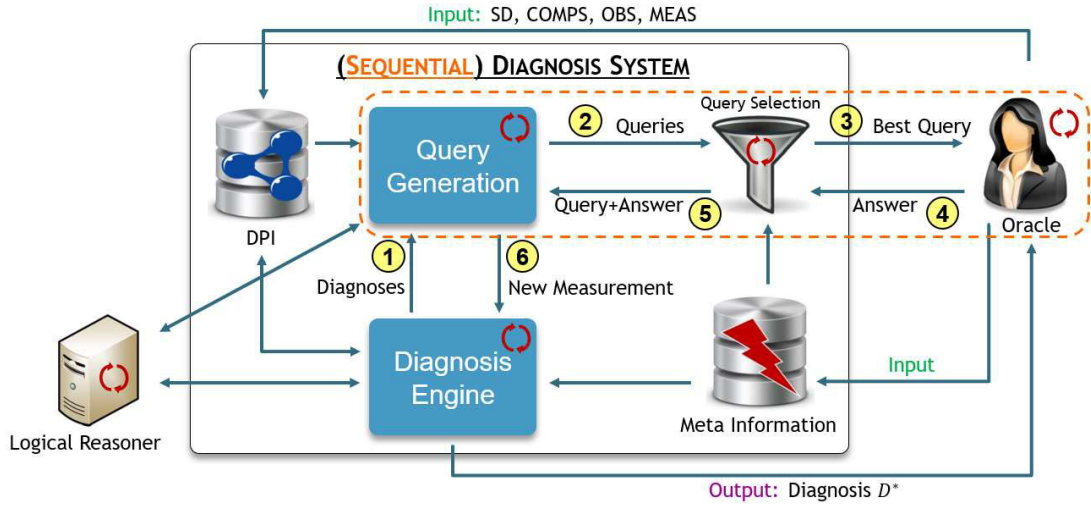 Input: SD, COMPS, OBS, MEAS
(SEQUENTIAL) DIAGNOSIS SYSTEM
Query Generation
2
Queries
Query Selection
3
Best Query
Query+Answer
5
Answer
4
Oracle
DPI
1
Diagnoses
6
New Measurement
Logical Reasoner
Diagnosis Engine
Meta Information
Input
Output: Diagnosis D*